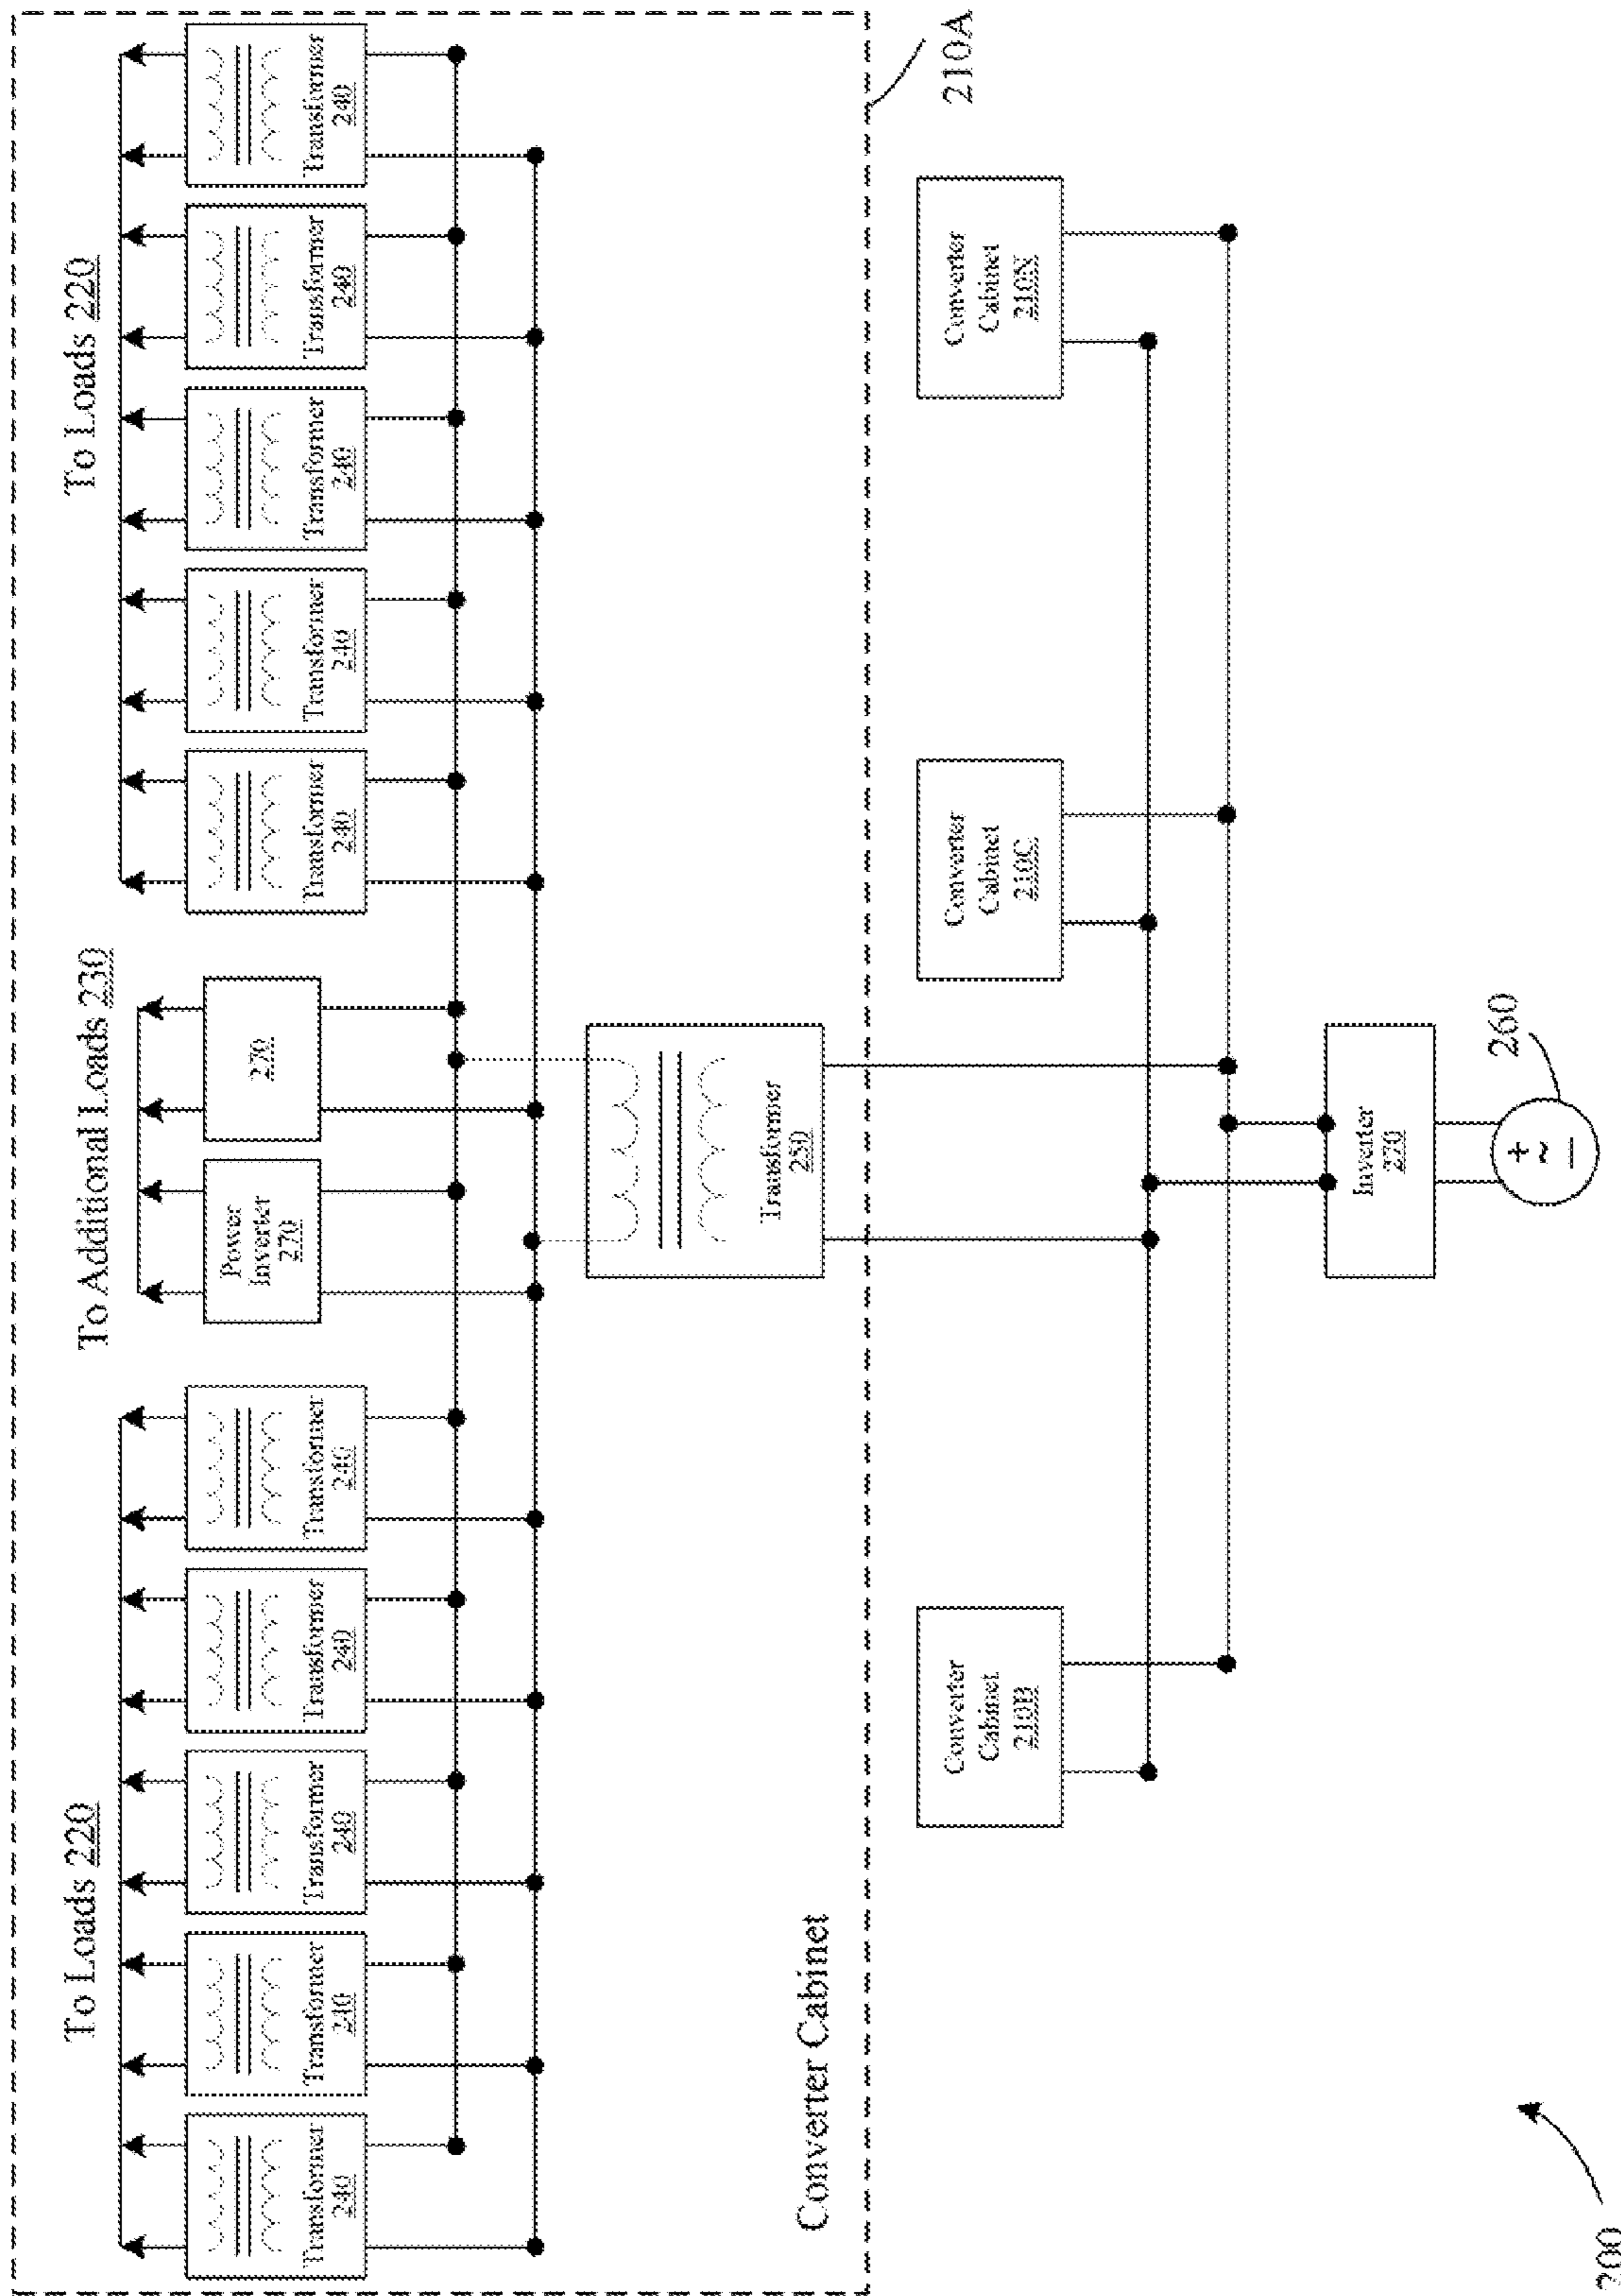 To Loads 220
To Additional Loads 230
To Loads 220
Transformer
240
Transformer
240
Transformer
240
Transformer
240
Transformer
240
Power
Inverter
270
270
Transformer
240
Transformer
240
Transformer
240
Transformer
240
Transformer
240
Transformer
250
Converter Cabinet
210A
Converter
Cabinet
210B
Converter
Cabinet
210C
Converter
Cabinet
210N
Inverter
270
+
~
−
260
200